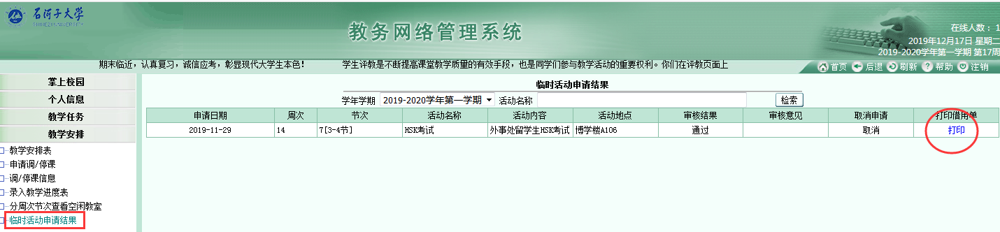 石河子大学
SHIHEZI UNIVERSITY
教务网络管理系统
在线人数： 1
2019年12月17日 星期二
2019-2020学年第一学期 第17周
期末临近，认真复习，诚信应考，彰显现代大学生本色！ 学生评教是不断提高课堂教学质量的有效手段，也是同学们参与教学活动的重要权利。你们在评教页面上
首页 后退 刷新 帮助 注销
掌上校园
个人信息
教学任务
教学安排
教学安排表
申请调/停课
调/停课信息
录入教学进度表
分周次节次查看空闲教室
临时活动申请结果
临时活动申请结果
学年学期 2019-2020学年第一学期 活动名称 检索
申请日期 周次 节次 活动名称 活动内容 活动地点 审核结果 审核意见 取消申请 打印借用单
2019-11-29 14 7[3-4节] HSK考试 外事处留学生HSK考试 博学楼A106 通过 取消 打印